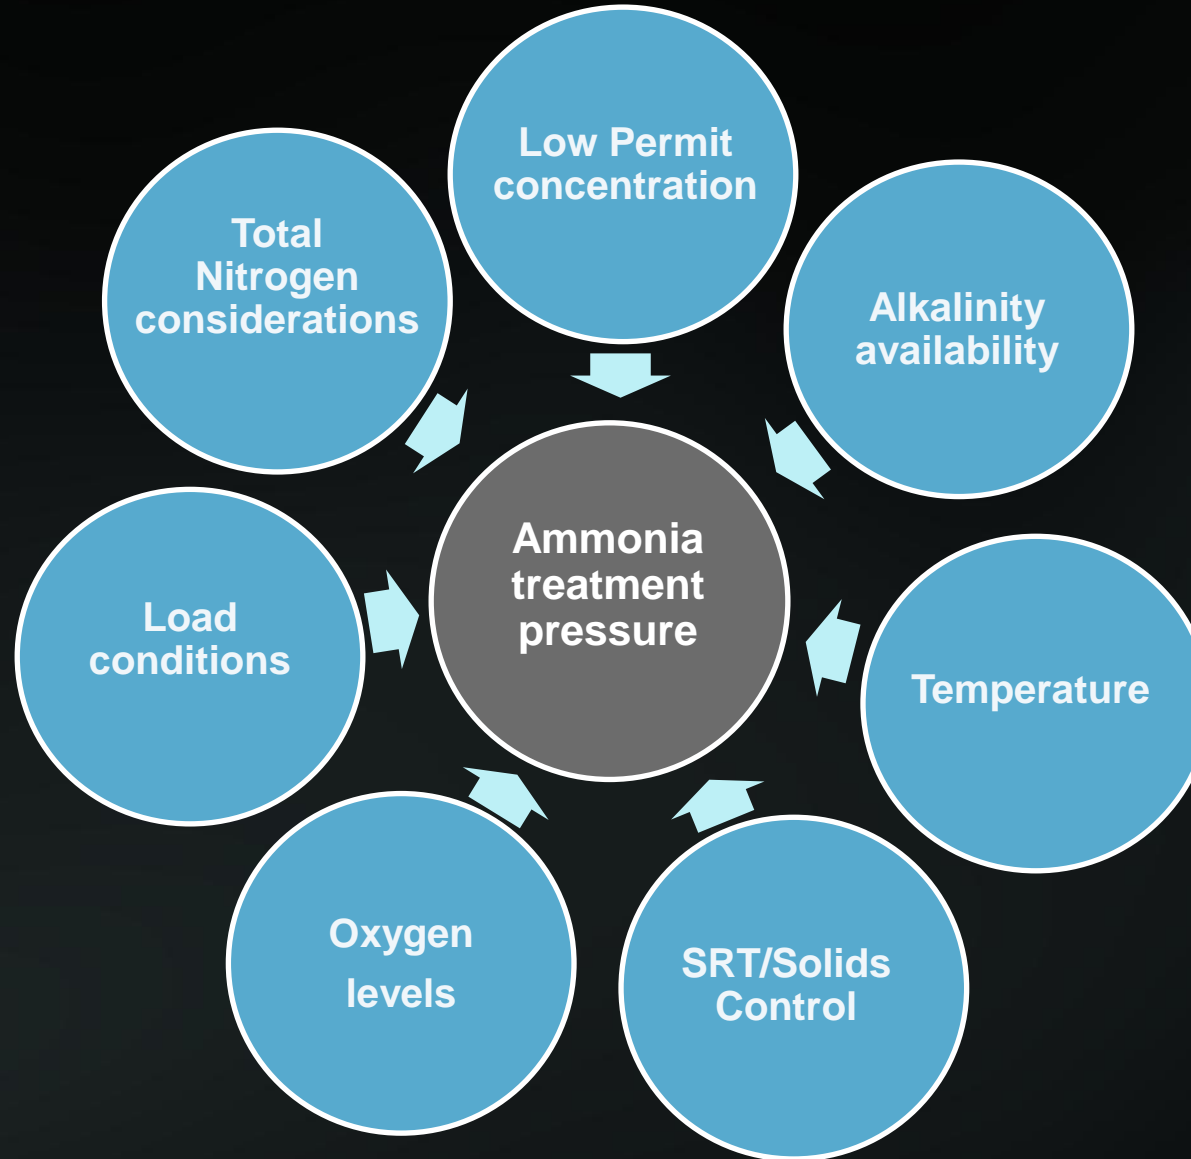 Low Permit
concentration
Total
Nitrogen
considerations
Alkalinity
availability
Ammonia
treatment
pressure
Load
conditions
Temperature
Oxygen
levels
SRT/Solids
Control